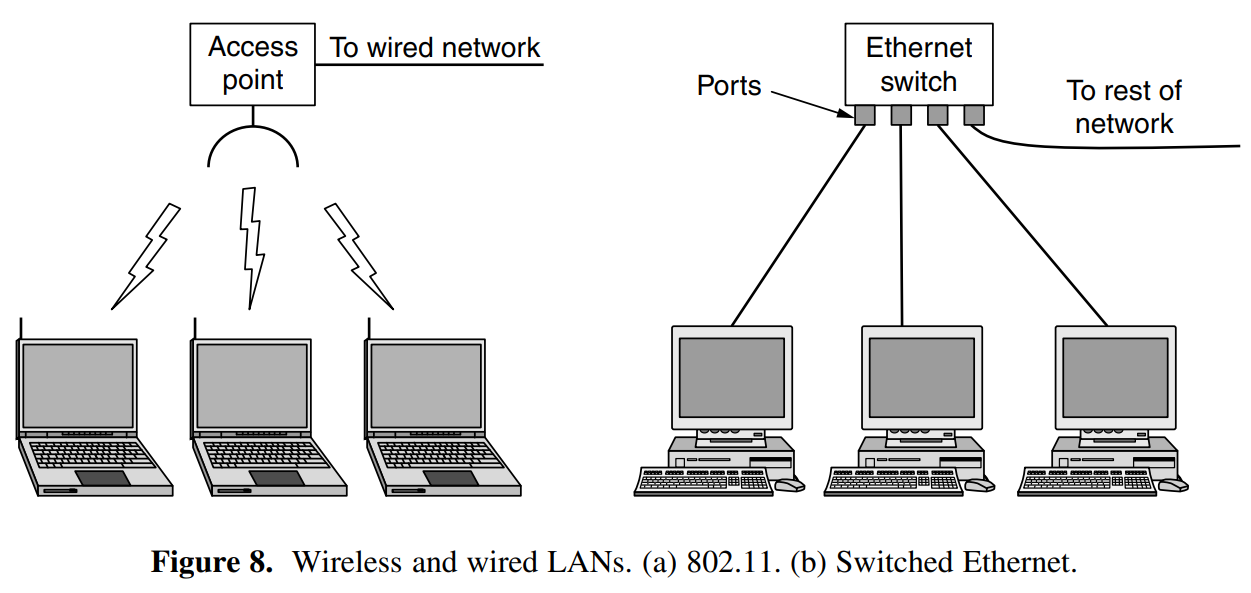 Access
point
To wired network
Ethernet
switch
Ports
To rest of
network
Figure 8. Wireless and wired LANs. (a) 802.11. (b) Switched Ethernet.